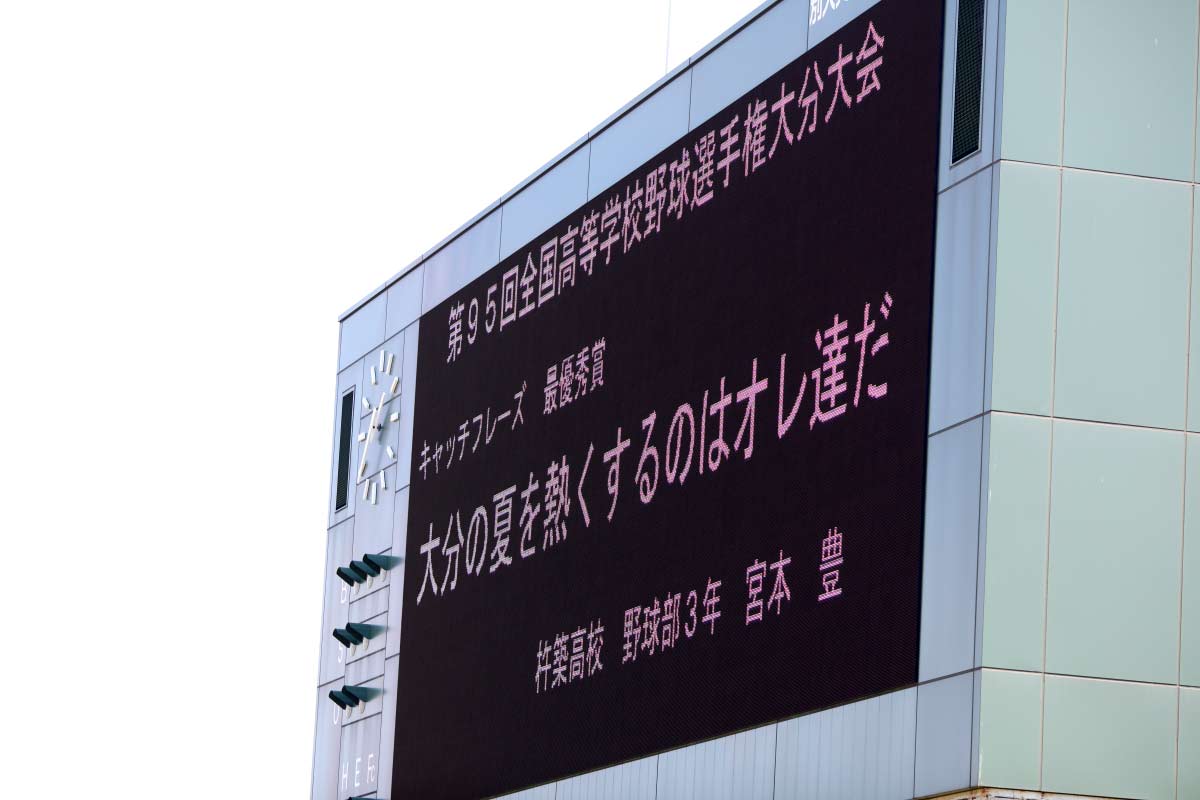 第95回全国高等学校野球選手権大分大会
キャッチフレーズ 最優秀賞
大分の夏を熱くするのはオレ達だ
杵築高校 野球部3年 宮本 豊
B
S
O
H E Fc